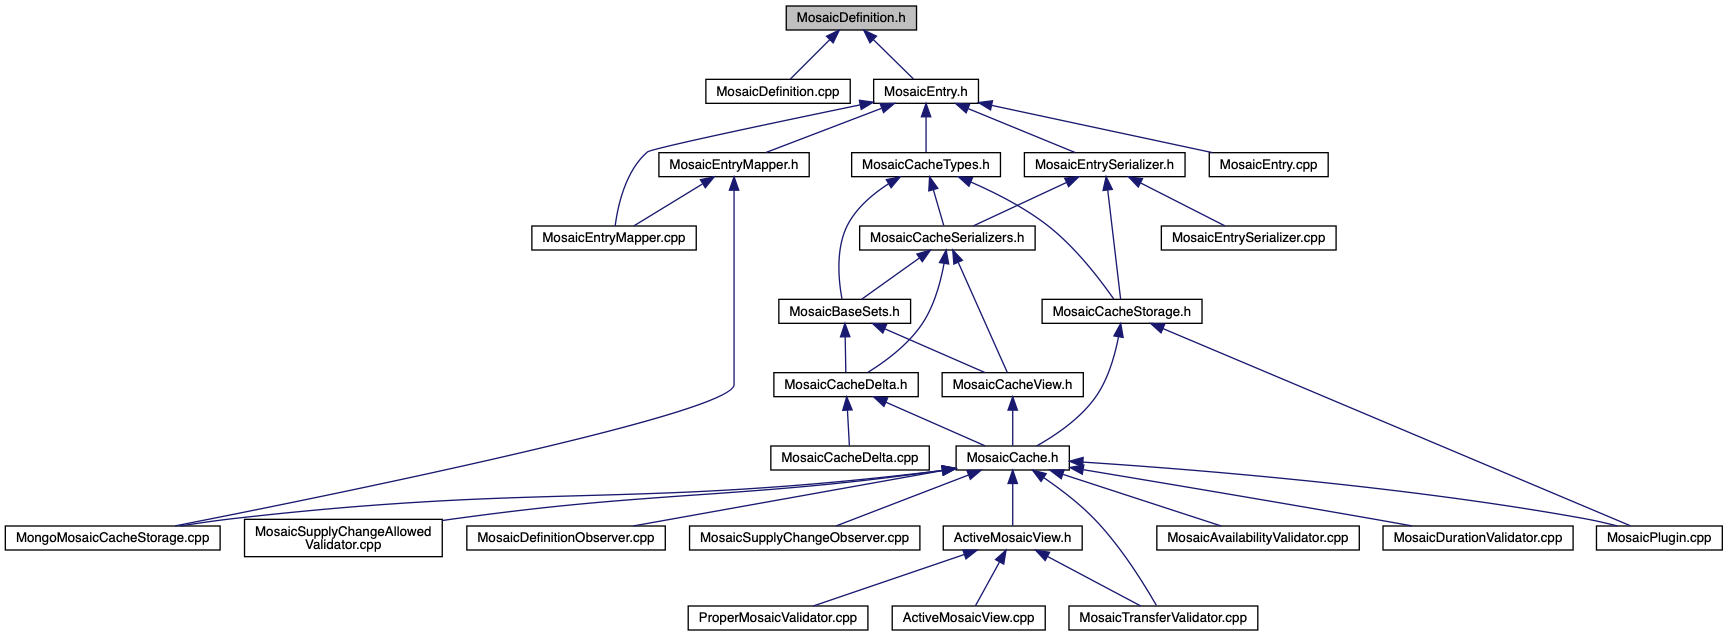 MosaicDefinition.h
MosaicDefinition.cpp
MosaicEntry.h
MosaicEntryMapper.h
MosaicCacheTypes.h
MosaicEntrySerializer.h
MosaicEntry.cpp
MosaicEntryMapper.cpp
MosaicCacheSerializers.h
MosaicEntrySerializer.cpp
MosaicBaseSets.h
MosaicCacheStorage.h
MosaicCacheDelta.h
MosaicCacheView.h
MosaicCacheDelta.cpp
MosaicCache.h
MongoMosaicCacheStorage.cpp
MosaicSupplyChangeAllowed
Validator.cpp
MosaicDefinitionObserver.cpp
MosaicSupplyChangeObserver.cpp
ActiveMosaicView.h
MosaicAvailabilityValidator.cpp
MosaicDurationValidator.cpp
MosaicPlugin.cpp
ProperMosaicValidator.cpp
ActiveMosaicView.cpp
MosaicTransferValidator.cpp